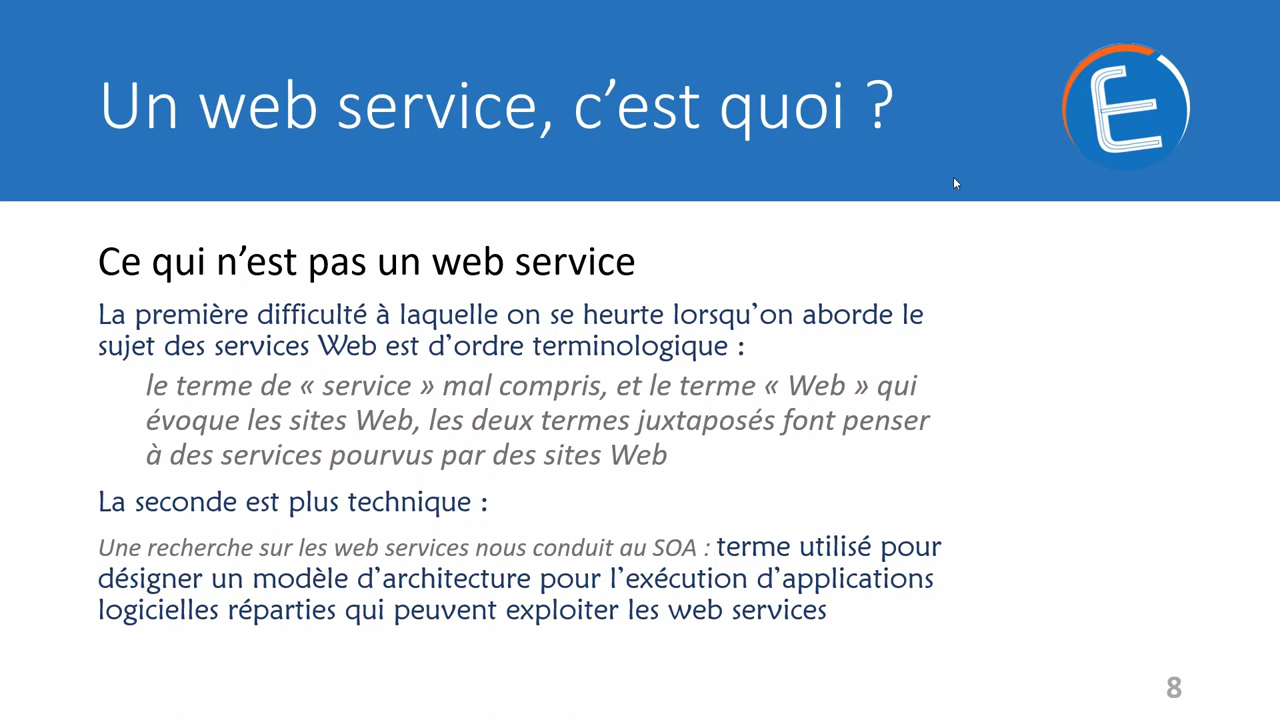 Un web service, c’est quoi ?
E
Ce qui n’est pas un web service
La première difficulté à laquelle on se heurte lorsqu’on aborde le
sujet des services Web est d’ordre terminologique :
le terme de « service » mal compris, et le terme « Web » qui
évoque les sites Web, les deux termes juxtaposés font penser
à des services pourvus par des sites Web
La seconde est plus technique :
Une recherche sur les web services nous conduit au SOA : terme utilisé pour
désigner un modèle d’architecture pour l’exécution d’applications
logicielles réparties qui peuvent exploiter les web services
8